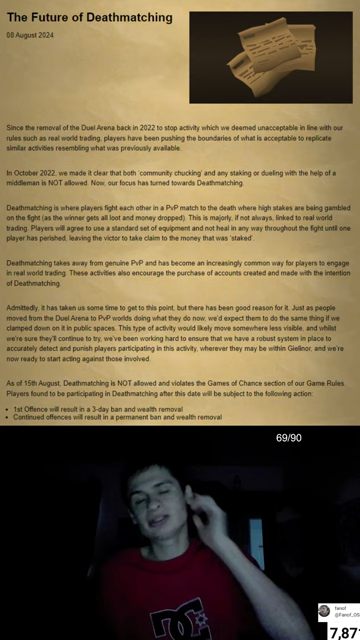 The Future of Deathmatching
08 August 2024
Since the removal of the Duel Arena back in 2022 to stop activity which we deemed unacceptable in line with our
rules such as real world trading, players have been pushing the boundaries of what is acceptable to replicate
similar activities resembling what was previously available.
In October 2022, we made it clear that both 'community chucking' and any staking or dueling with the help of a
middleman is NOT allowed. Now, our focus has turned towards Deathmatching.
Deathmatching is where players fight each other in a PvP match to the death where high stakes are being gambled
on the fight (as the winner gets all loot and money dropped). This is majorly, if not always, linked to real world
trading. Players will agree to use a standard set of equipment and not heal in any way throughout the fight until one
player has perished, leaving the victor to take claim to the money that was 'staked'.
Deathmatching takes away from genuine PvP and has become an increasingly common way for players to engage
in real world trading. These activities also encourage the purchase of accounts created and made with the intention
of Deathmatching.
Admittedly, it has taken us some time to get to this point, but there has been good reason for it. Just as people
moved from the Duel Arena to PvP worlds doing what they do now, we'd expect them to do the same thing if we
clamped down on it in public spaces. This type of activity would likely move somewhere less visible, and whilst
we're sure they'll continue to try, we've been working hard to ensure that we have a robust system in place to
accurately detect and punish players participating in this activity, wherever they may be within Gielinor, and we're
now ready to start acting against those involved.
As of 15th August, Deathmatching is NOT allowed and violates the Games of Chance section of our Game Rules.
Players found to be participating in Deathmatching after this date will be subject to the following action:
• 1st Offence will result in a 3-day ban and wealth removal
• Continued offences will result in a permanent ban and wealth removal
69/90
fanof
@Fanof_OS
7,87